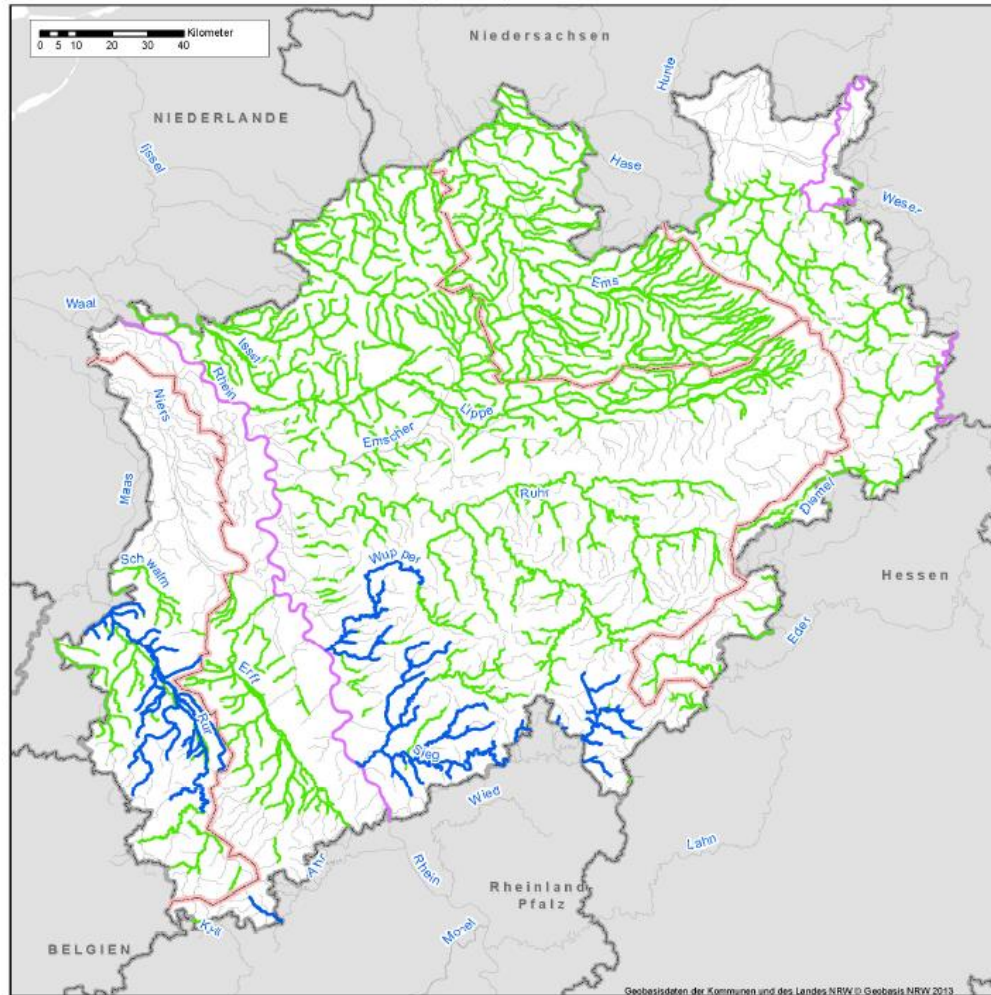 Kilometer
0 5 10 20 30 40
Niedersachsen
Hunte
NIEDERLANDE
Ijssel
Hase
Weser
Ems
Waal
Issel
Rhein
Niers
Lippe
Emscher
Maas
Ruhr
Diemel
Wupper
Schwalm
Hessen
Eder
Erft
Rur
Sieg
Wied
Lahn
Ahr
Rhein
Rheinland
Pfalz
Mosel
Kyll
BELGIEN
Geobasisdaten der Kommunen und des Landes NRW © Geobasis NRW 2013